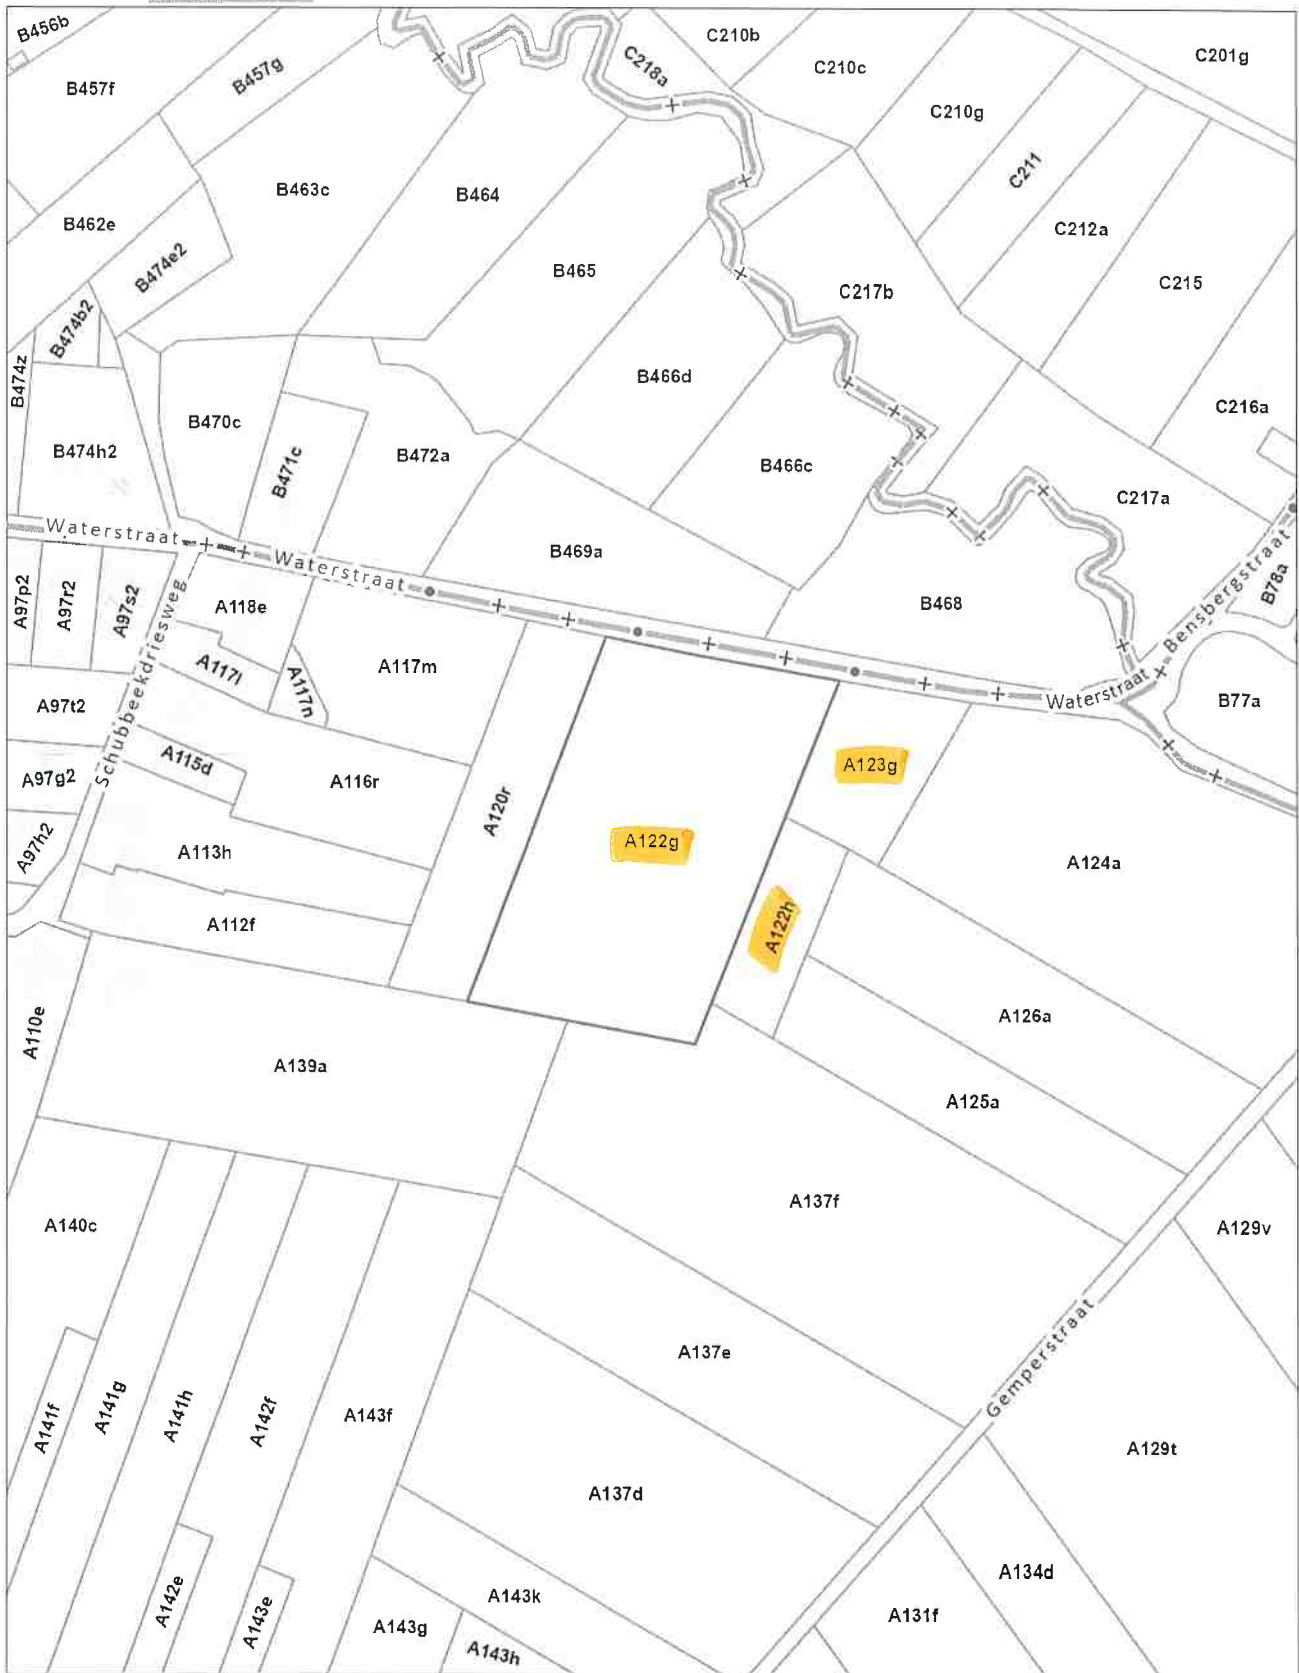 B456b
C210b
C201g
B457f
B457g
C218a
C210c
C210g
C211
B463c
B464
B462e
C212a
B474e2
B465
C217b
C215
B474b2
B474z
B466d
C216a
B470c
B474h2
B471c
B472a
B466c
C217a
Waterstraat
Waterstraat
B469a
Bensbergstraat
B78a
A97p2
A97r2
A97s2
A118e
B468
A117l
A117n
A117m
Waterstraat
B77a
A97t2
Schubbeekdriesweg
A115d
A123g
A97g2
A116r
A120r
A122g
A97h2
A113h
A124a
A112f
A122h
A110e
A126a
A139a
A125a
A137f
A140c
A129v
A137e
Gemperstraat
A141f
A141g
A141h
A142f
A143f
A129t
A137d
A142e
A143e
A143k
A134d
A143g
A131f
A143h